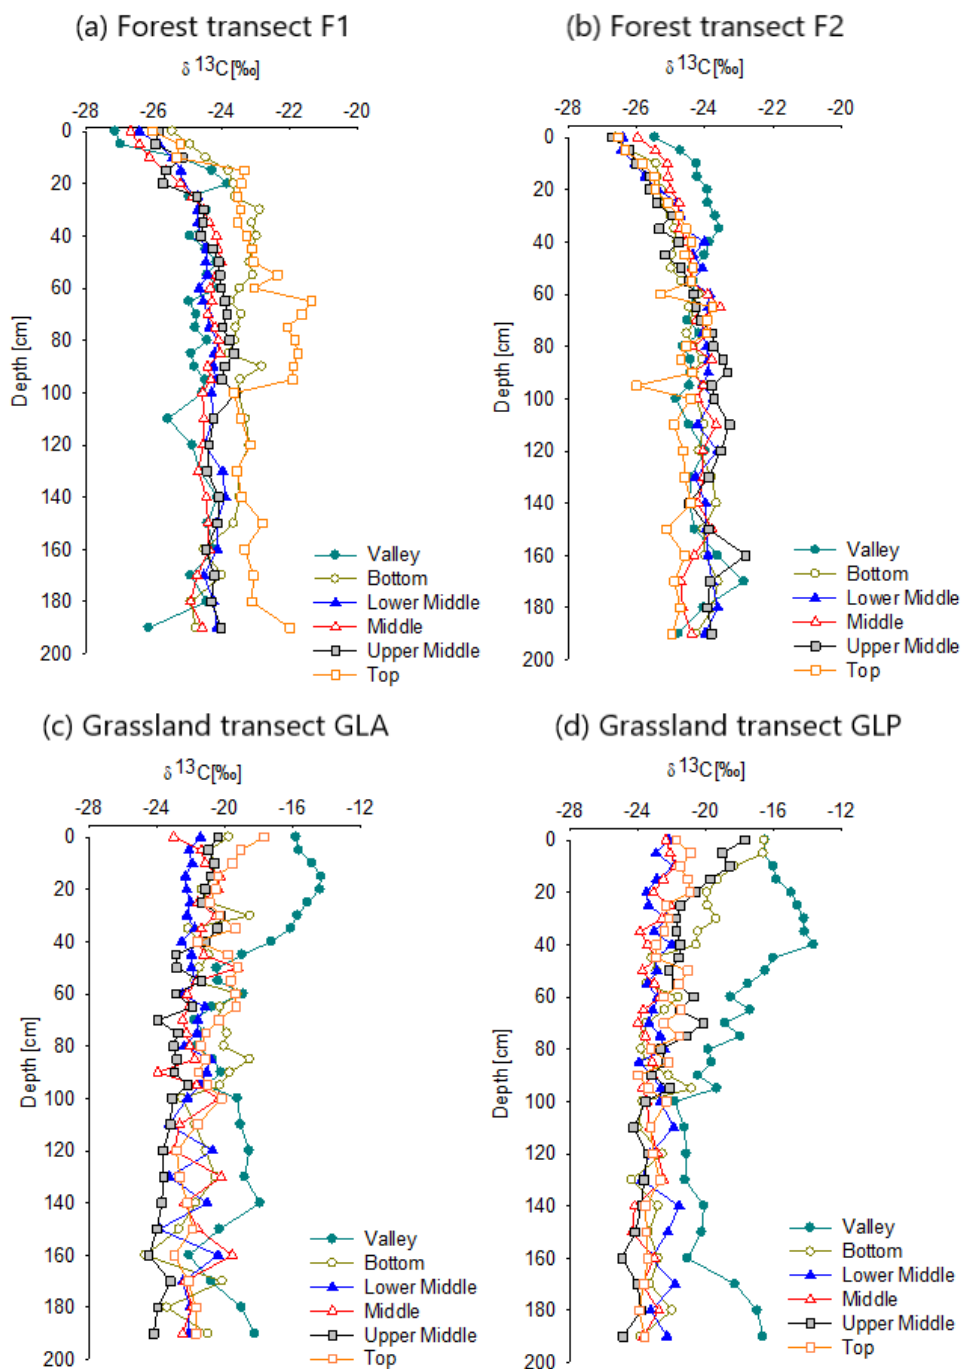 (a) Forest transect F1
δ 13C[‰]
-28 -26 -24 -22 -20
0
20
40
60
80
100
120
140
160
180
200
Depth [cm]
Valley
Bottom
Lower Middle
Middle
Upper Middle
Top
(b) Forest transect F2
δ 13C[‰]
-28 -26 -24 -22 -20
0
20
40
60
80
100
120
140
160
180
200
Depth [cm]
Valley
Bottom
Lower Middle
Middle
Upper Middle
Top
(c) Grassland transect GLA
δ 13C[‰]
-28 -24 -20 -16 -12
0
20
40
60
80
100
120
140
160
180
200
Depth [cm]
Valley
Bottom
Lower Middle
Middle
Upper Middle
Top
(d) Grassland transect GLP
δ 13C[‰]
-28 -24 -20 -16 -12
0
20
40
60
80
100
120
140
160
180
200
Depth [cm]
Valley
Bottom
Lower Middle
Middle
Upper Middle
Top